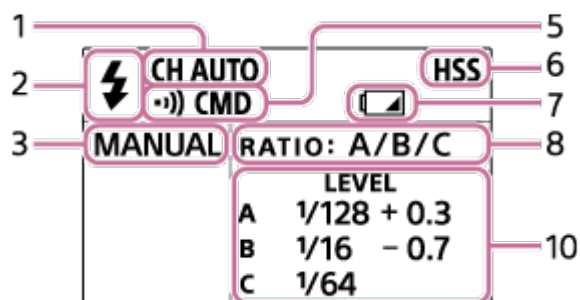 1
5
2
CH AUTO
HSS
6
CMD
7
3
MANUAL
RATIO: A/B/C
8
LEVEL
A 1/128 + 0.3
B 1/16 − 0.7
10
C 1/64